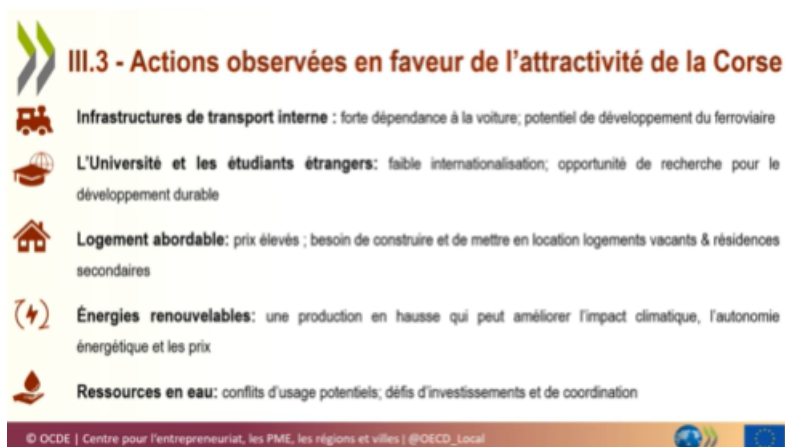 III.3 - Actions observées en faveur de l'attractivité de la Corse
Infrastructures de transport interne : forte dépendance à la voiture; potentiel de développement du ferroviaire
L'Université et les étudiants étrangers: faible internationalisation; opportunité de recherche pour le
développement durable
Logement abordable: prix élevés ; besoin de construire et de mettre en location logements vacants & résidences
secondaires
Énergies renouvelables: une production en hausse qui peut améliorer l'impact climatique, l'autonomie
énergétique et les prix
Ressources en eau: conflits d'usage potentiels; défis d'investissements et de coordination
© OCDE | Centre pour l'entrepreneuriat, les PME, les régions et villes | @OECD_Local